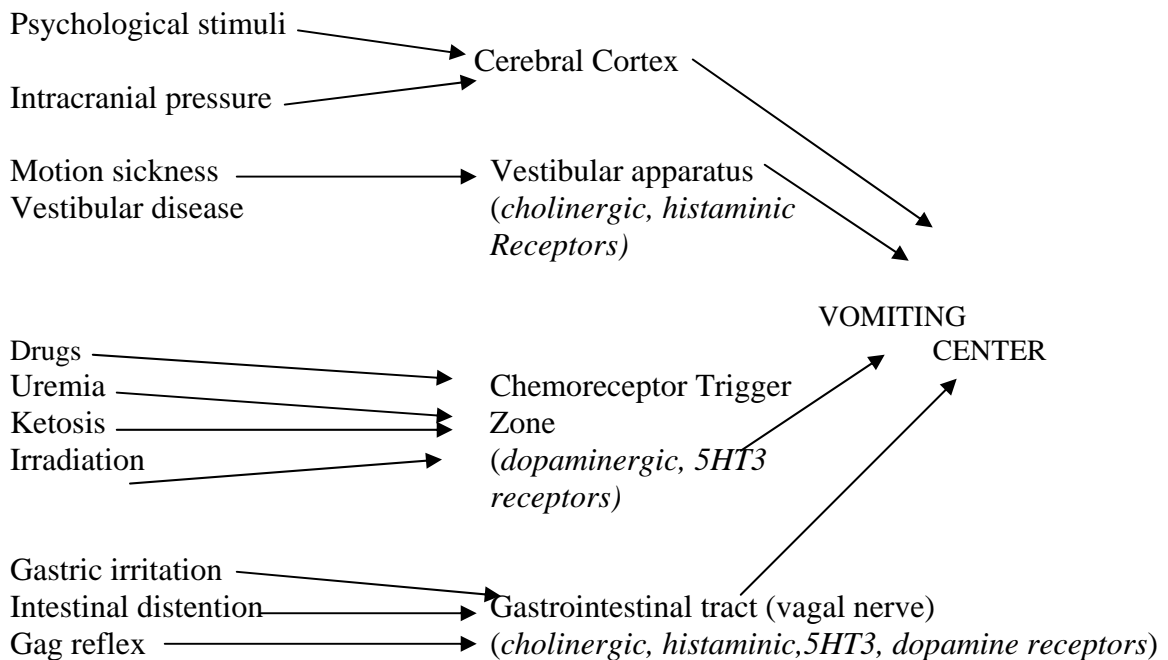 Psychological stimuli
Cerebral Cortex
Intracranial pressure
Motion sickness
Vestibular apparatus
Vestibular disease
(cholinergic, histaminic
Receptors)
VOMITING
CENTER
Drugs
Uremia
Chemoreceptor Trigger
Ketosis
Zone
Irradiation
(dopaminergic, 5HT3
receptors)
Gastric irritation
Intestinal distention
Gastrointestinal tract (vagal nerve)
Gag reflex
(cholinergic, histaminic,5HT3, dopamine receptors)